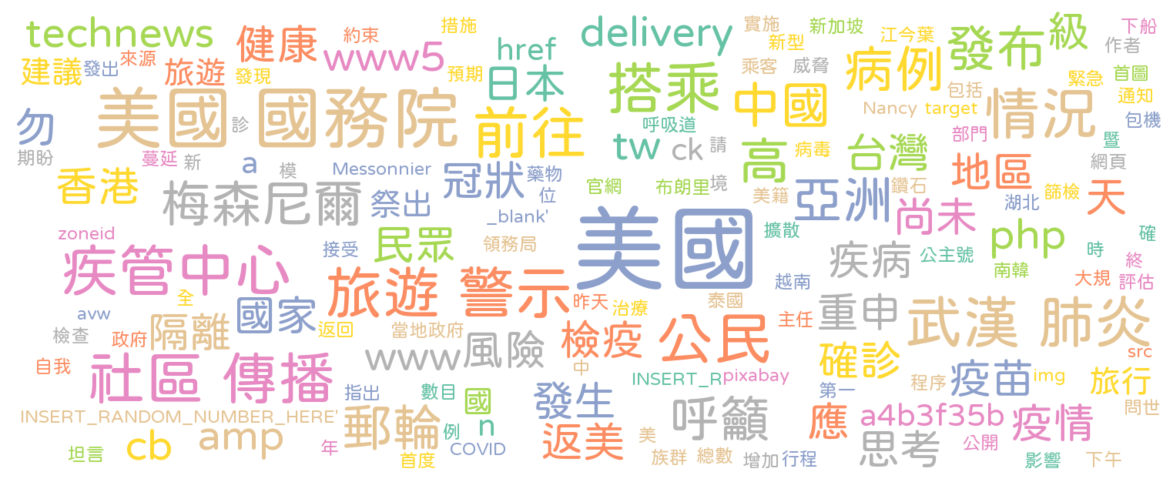 technews
健康
約束
措施
href
delivery
實施
新加坡
江今葉
發布
級
下船
作者
建議
發出
來源
旅遊
發現
www5
預期
日本
搭乘
新型
乘客
威脅
病例
緊急
首圖
通知
包機
勿
美國 國務院
診
前往
中國
包括
Nancy
target
情況
呼吸道
tw
ck
請
高
病毒
台灣
部門
暨
網頁
期盼
蔓延
新
a
模
Messonnier
冠狀
藥物
位
官網
布朗里
境
美籍
亞洲
鑽石
地區
篩檢
天
湖北
香港
梅森尼爾
祭出
_blank'
美國
擴散
尚未
zoneid
疾管中心
接受
民眾
領務局
疾病
公主號
php
南韓
時
確
終
大規
評估
越南
旅遊 警示
昨天
治療
泰國
全
avw
國家
返回
當地政府
檢查
政府
隔離
檢疫
公民
主任
重申
武漢 肺炎
www
風險
中
自我
社區 傳播
指出
數目
INSERT_R
pixabay
第一
確診
程序
疫苗
img
src
旅行
問世
INSERT_RANDOM_NUMBER_HERE'
郵輪
國
例
n
發生
呼籲
應
a4b3f35b
疫情
坦言
cb
amp
年
首度
COVID
返美
美
族群
總數
增加
行程
思考
公開
影響
下午